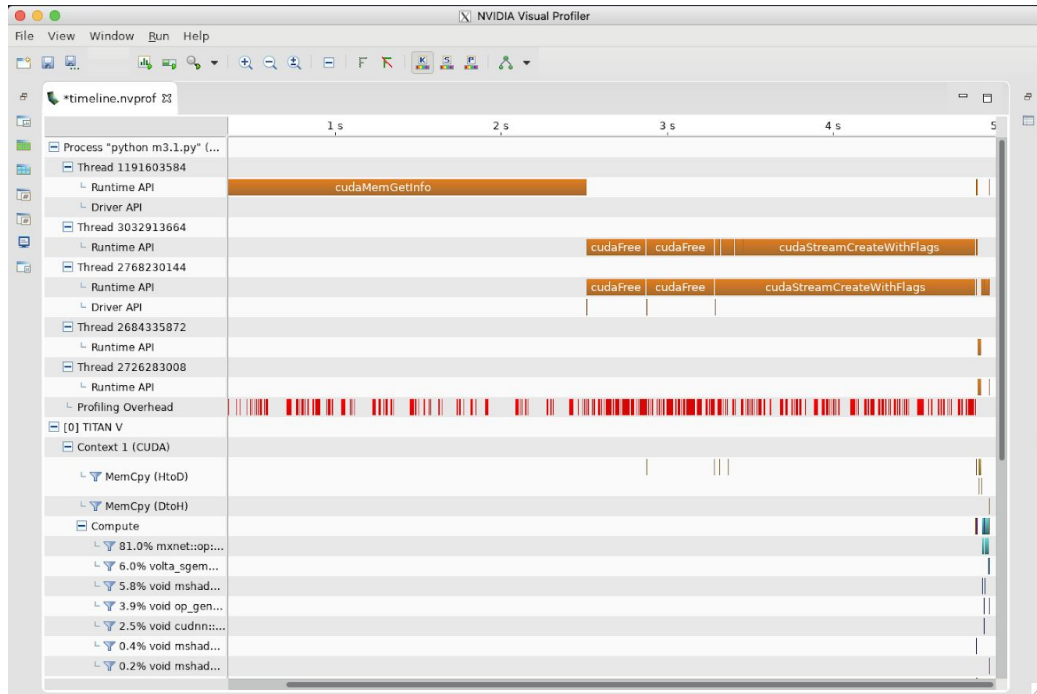 NVIDIA Visual Profiler
File View Window Run Help
*timeline.nvprof
1 s 2 s 3 s 4 s 5
Process "python m3.1.py" (...
Thread 1191603584
Runtime API cudaMemGetInfo
Driver API
Thread 3032913664
Runtime API cudaFree cudaFree cudaStreamCreateWithFlags
Thread 2768230144
Runtime API cudaFree cudaFree cudaStreamCreateWithFlags
Driver API
Thread 2684335872
Runtime API
Thread 2726283008
Runtime API
Profiling Overhead
[0] TITAN V
Context 1 (CUDA)
MemCpy (HtoD)
MemCpy (DtoH)
Compute
81.0% mxnet::op:...
6.0% volta_sgem...
5.8% void mshad...
3.9% void op_gen...
2.5% void cudnn::...
0.4% void mshad...
0.2% void mshad...